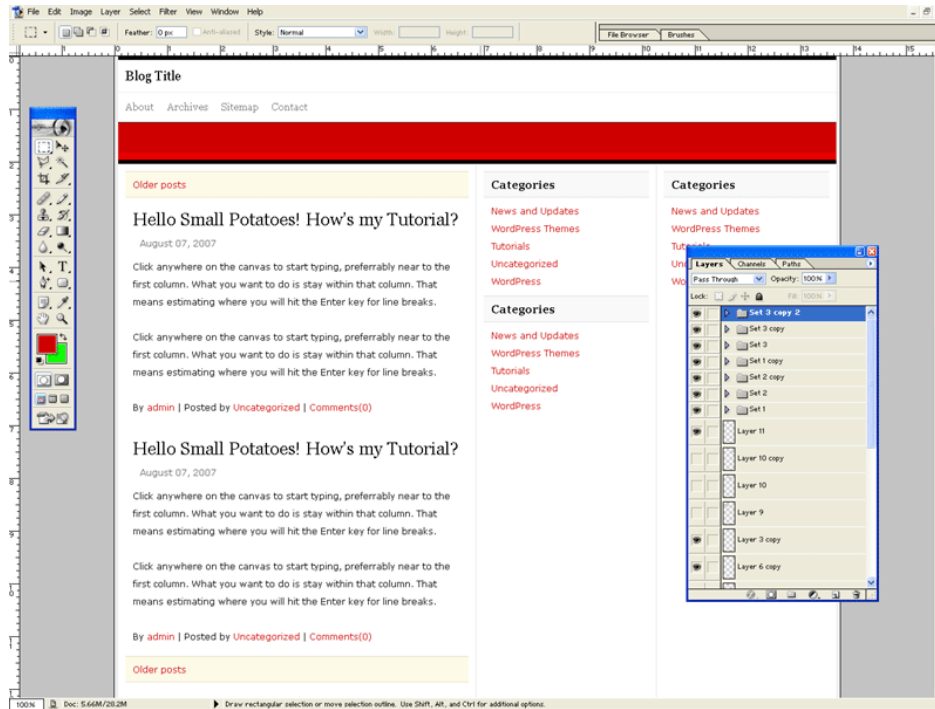 File Edit Image Layer Select Filter View Window Help
Feather: 0 px Anti-aliased Style: Normal Width: Height:
File Browser Brushes
Blog Title
About Archives Sitemap Contact
Older posts
Hello Small Potatoes! How's my Tutorial?
August 07, 2007
Click anywhere on the canvas to start typing, preferrably near to the
first column. What you want to do is stay within that column. That
means estimating where you will hit the Enter key for line breaks.
Click anywhere on the canvas to start typing, preferrably near to the
first column. What you want to do is stay within that column. That
means estimating where you will hit the Enter key for line breaks.
By admin | Posted by Uncategorized | Comments(0)
Hello Small Potatoes! How's my Tutorial?
August 07, 2007
Click anywhere on the canvas to start typing, preferrably near to the
first column. What you want to do is stay within that column. That
means estimating where you will hit the Enter key for line breaks.
Click anywhere on the canvas to start typing, preferrably near to the
first column. What you want to do is stay within that column. That
means estimating where you will hit the Enter key for line breaks.
By admin | Posted by Uncategorized | Comments(0)
Older posts
Categories
News and Updates
WordPress Themes
Tutorials
Uncategorized
WordPress
Categories
News and Updates
WordPress Themes
Tutorials
Uncategorized
WordPress
Categories
News and Updates
WordPress Themes
Layers Channels Paths
Pass Through Opacity: 100%
Lock: Fill: 100%
Set 3 copy 2
Set 3 copy
Set 3
Set 1 copy
Set 2 copy
Set 2
Set 1
Layer 11
Layer 10 copy
Layer 10
Layer 9
Layer 3 copy
Layer 6 copy
100% Doc: 5.66M/28.2M Draw rectangular selection or move selection outline. Use Shift, Alt, and Ctrl for additional options.